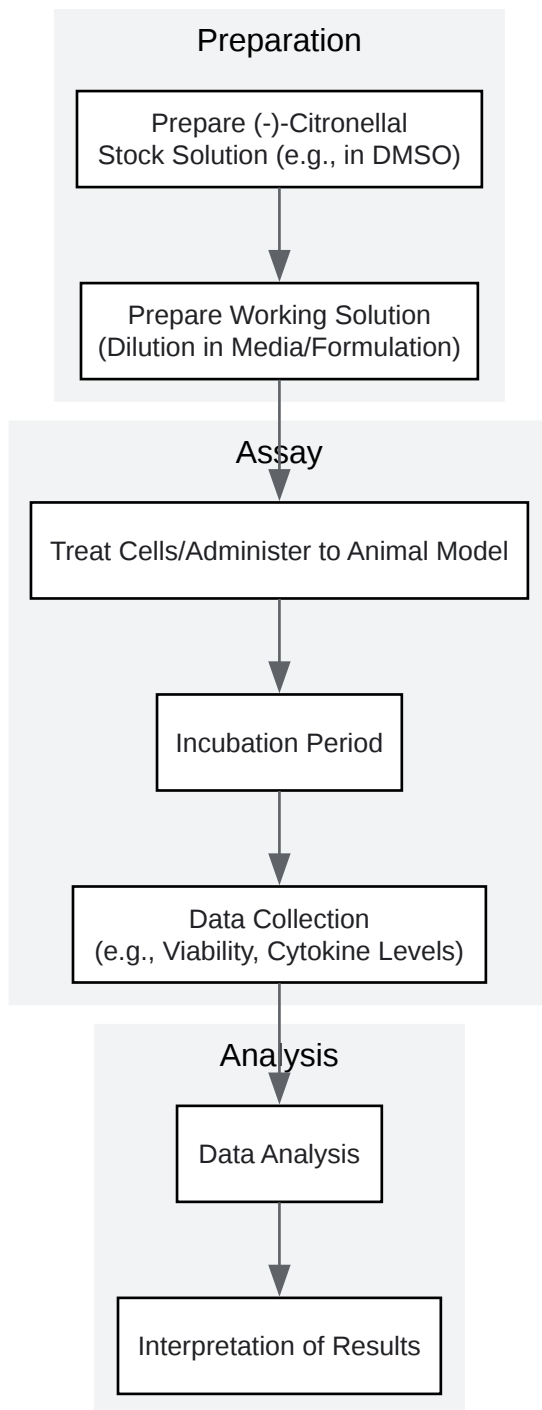 Preparation
Prepare (-)-Citronellal
Stock Solution (e.g., in DMSO)
Prepare Working Solution
(Dilution in Media/Formulation)
Assay
Treat Cells/Administer to Animal Model
Incubation Period
Data Collection
(e.g., Viability, Cytokine Levels)
Analysis
Data Analysis
Interpretation of Results